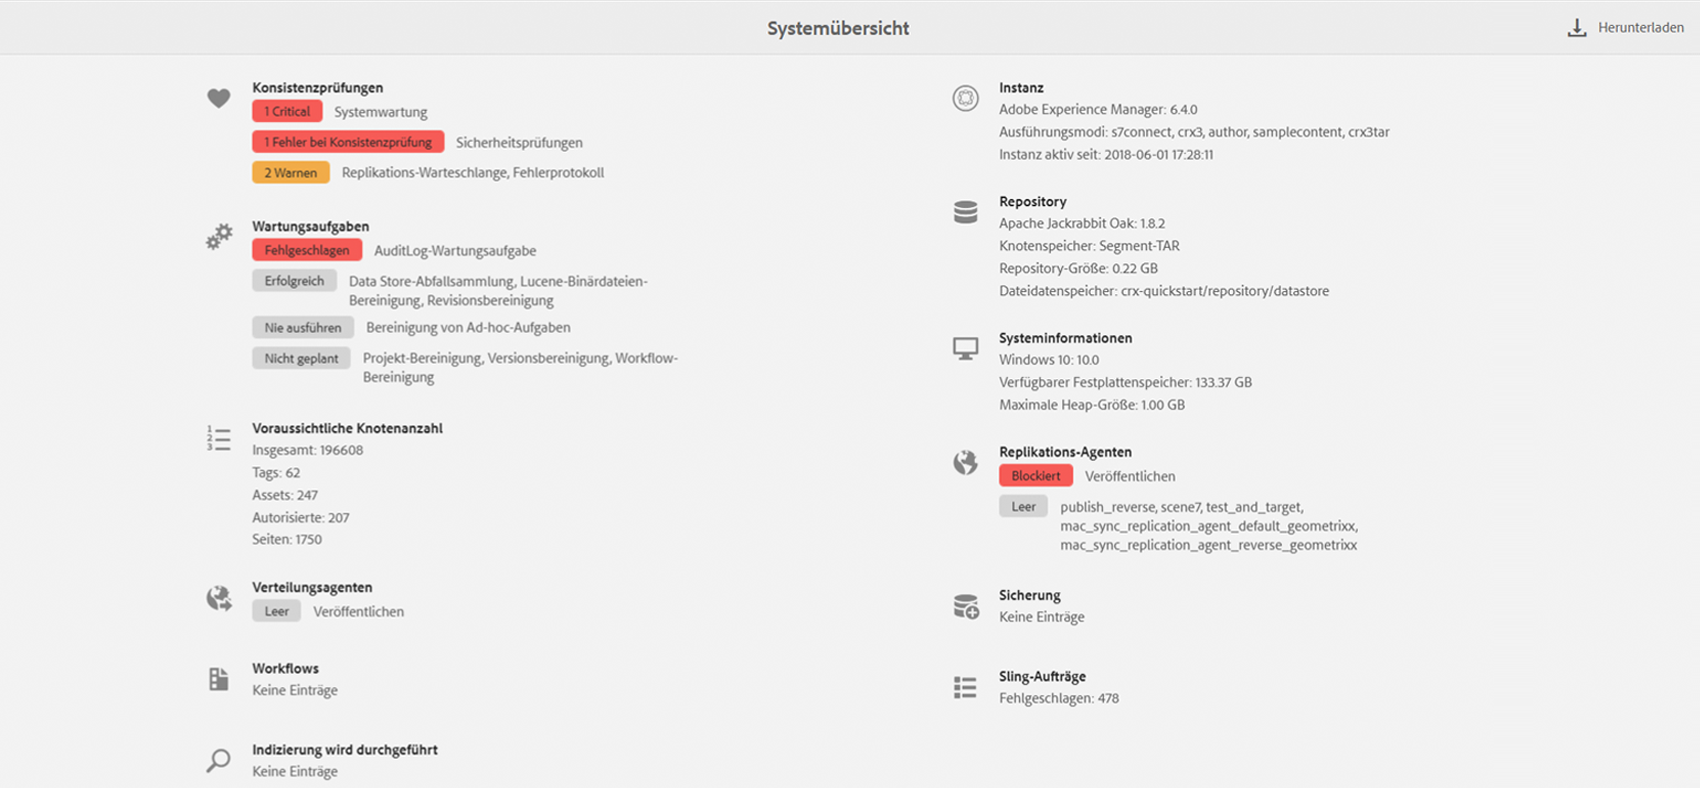 Systemübersicht
Herunterladen
Konsistenzprüfungen
1 Critical Systemwartung
1 Fehler bei Konsistenzprüfung Sicherheitsprüfungen
2 Warnen Replikations-Warteschlange, Fehlerprotokoll
Wartungsaufgaben
Fehlgeschlagen AuditLog-Wartungsaufgabe
Erfolgreich Data Store-Abfallsammlung, Lucene-Binärdateien-
Bereinigung, Revisionsbereinigung
Nie ausführen Bereinigung von Ad-hoc-Aufgaben
Nicht geplant Projekt-Bereinigung, Versionsbereinigung, Workflow-
Bereinigung
1
2
3
Voraussichtliche Knotenanzahl
Insgesamt: 196608
Tags: 62
Assets: 247
Autorisierte: 207
Seiten: 1750
Verteilungsagenten
Leer Veröffentlichen
Workflows
Keine Einträge
Indizierung wird durchgeführt
Keine Einträge
Instanz
Adobe Experience Manager: 6.4.0
Ausführungsmodi: s7connect, crx3, author, samplecontent, crx3tar
Instanz aktiv seit: 2018-06-01 17:28:11
Repository
Apache Jackrabbit Oak: 1.8.2
Knotenspeicher: Segment-TAR
Repository-Größe: 0.22 GB
Dateidatenspeicher: crx-quickstart/repository/datastore
Systeminformationen
Windows 10: 10.0
Verfügbarer Festplattenspeicher: 133.37 GB
Maximale Heap-Größe: 1.00 GB
Replikations-Agenten
Blockiert Veröffentlichen
Leer publish_reverse, scene7, test_and_target,
mac_sync_replication_agent_default_geometrixx,
mac_sync_replication_agent_reverse_geometrixx
Sicherung
Keine Einträge
Sling-Aufträge
Fehlgeschlagen: 478